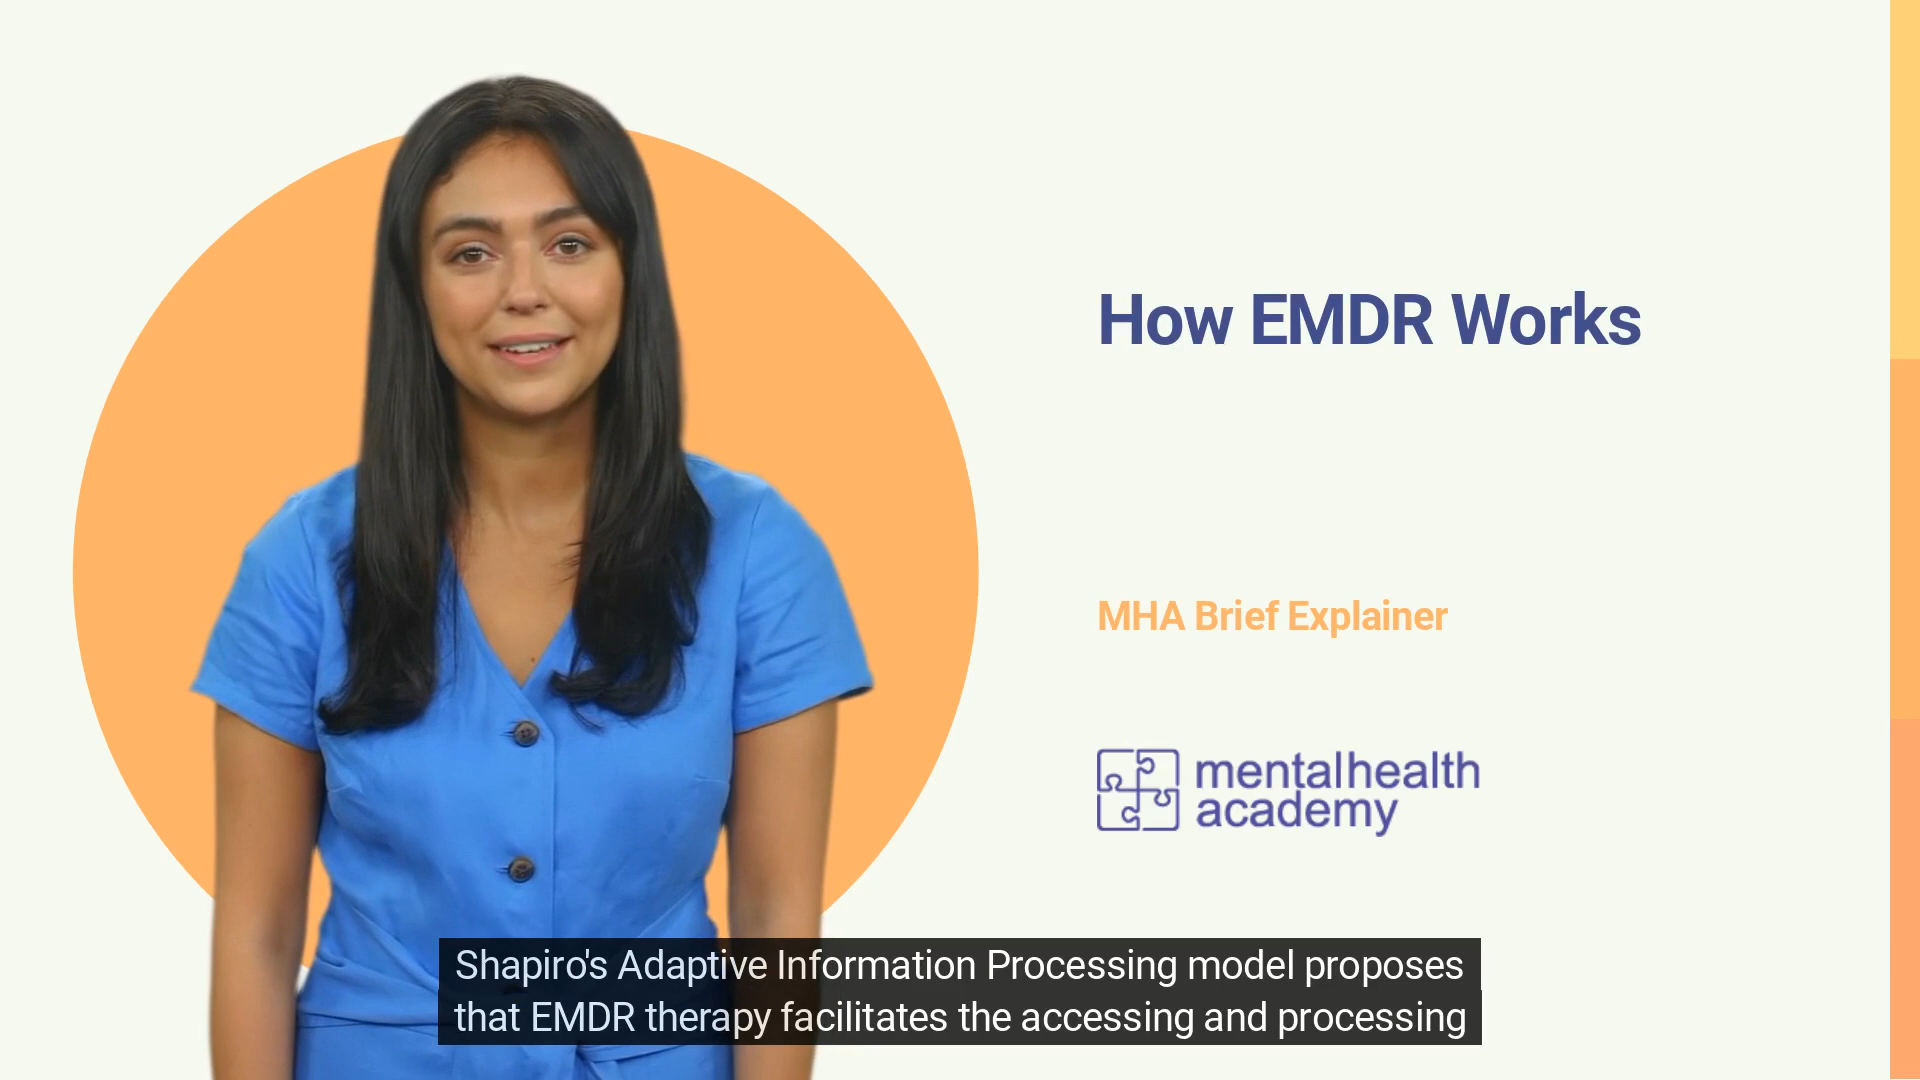 How EMDR Works
MHA Brief Explainer
mentalhealth
academy
Shapiro's Adaptive Information Processing model proposes
that EMDR therapy facilitates the accessing and processing